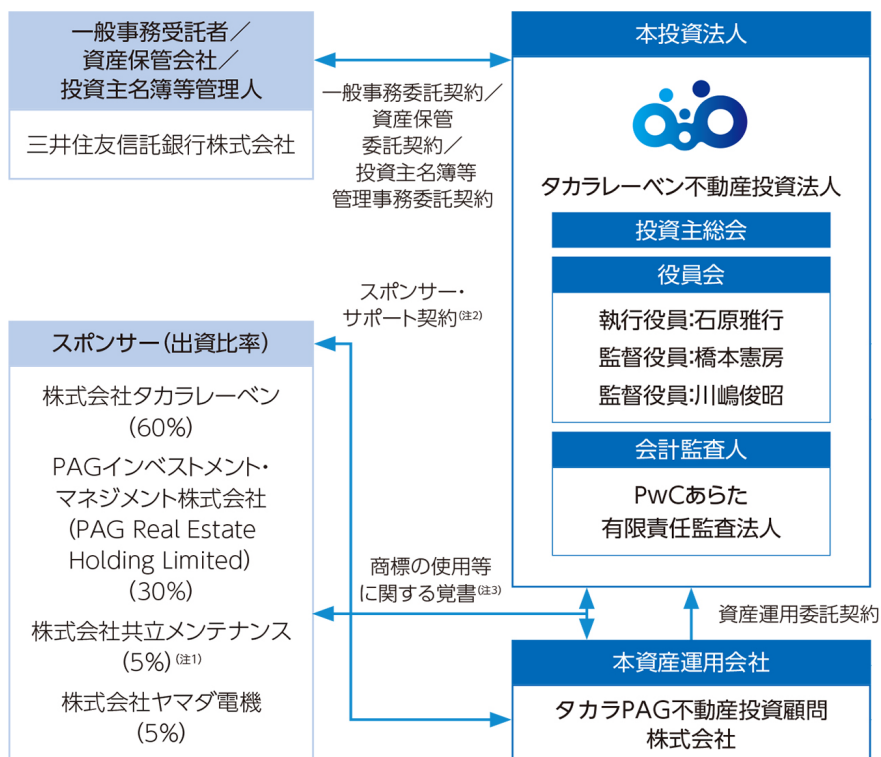 一般事務受託者／
資産保管会社／
投資主名簿等管理人
三井住友信託銀行株式会社
一般事務委託契約／
資産保管
委託契約／
投資主名簿等
管理事務委託契約
本投資法人
タカラレーベン不動産投資法人
投資主総会
役員会
執行役員:石原雅行
監督役員:橋本憲房
監督役員:川嶋俊昭
会計監査人
PwCあらた
有限責任監査法人
スポンサー・
サポート契約(注2)
スポンサー（出資比率）
株式会社タカラレーベン
(60%)
PAGインベストメント・
マネジメント株式会社
(PAG Real Estate
Holding Limited)
(30%)
株式会社共立メンテナンス
(5%)(注1)
株式会社ヤマダ電機
(5%)
商標の使用等
に関する覚書(注3)
資産運用委託契約
本資産運用会社
タカラPAG不動産投資顧問
株式会社